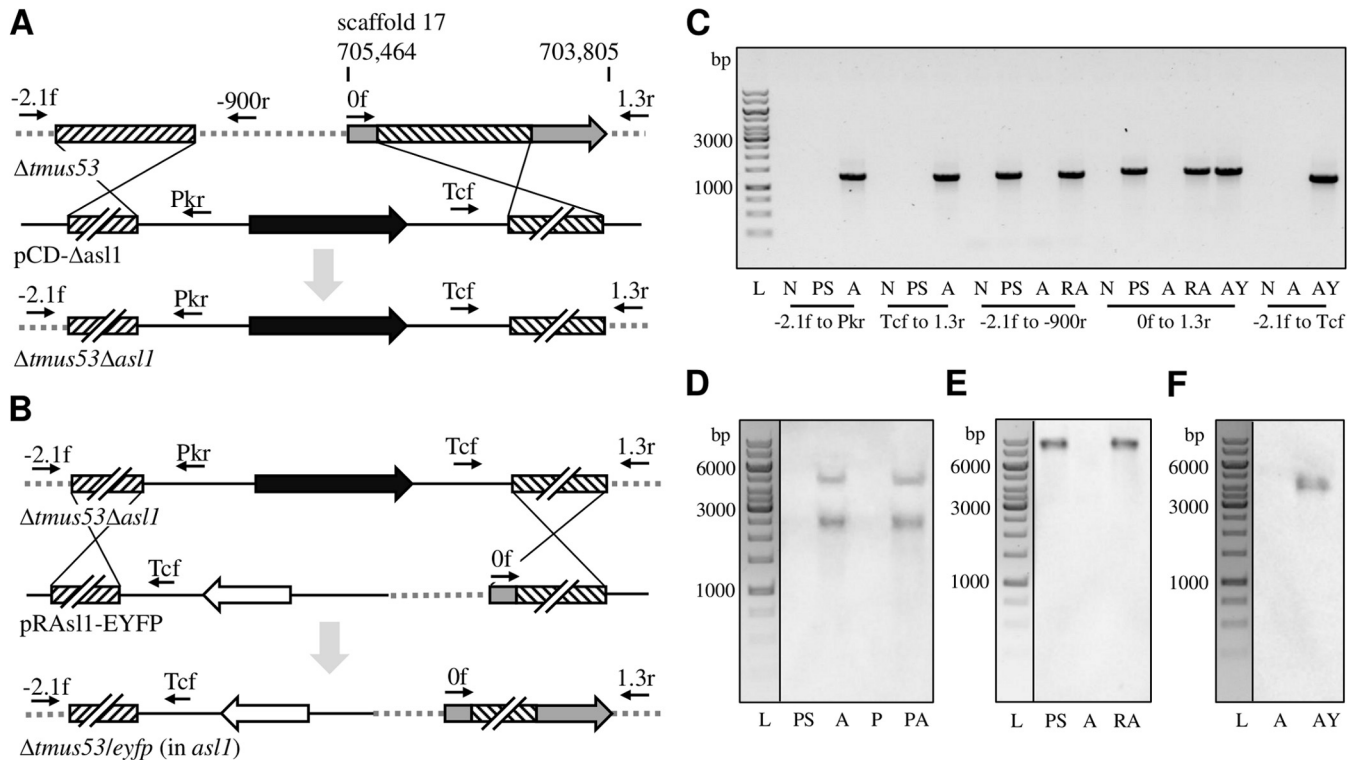 A
scaffold 17
705,464 703,805
-2.1f -900r 0f 1.3r
Δtmus53
Pkr Tcf
pCD-Δasl1
-2.1f Pkr Tcf 1.3r
Δtmus53Δasl1
B
-2.1f Pkr Tcf 1.3r
Δtmus53Δasl1
Tcf 0f
pRAsl1-EYFP
-2.1f Tcf 0f 1.3r
Δtmus53/eyfp (in asl1)
C
bp
3000
1000
L N PS A N PS A N PS A RA N PS A RA AY N A AY
-2.1f to Pkr Tcf to 1.3r -2.1f to -900r 0f to 1.3r -2.1f to Tcf
D
bp
6000
3000
1000
L PS A P PA
E
bp
6000
3000
1000
L PS A RA
F
bp
6000
3000
1000
L A AY